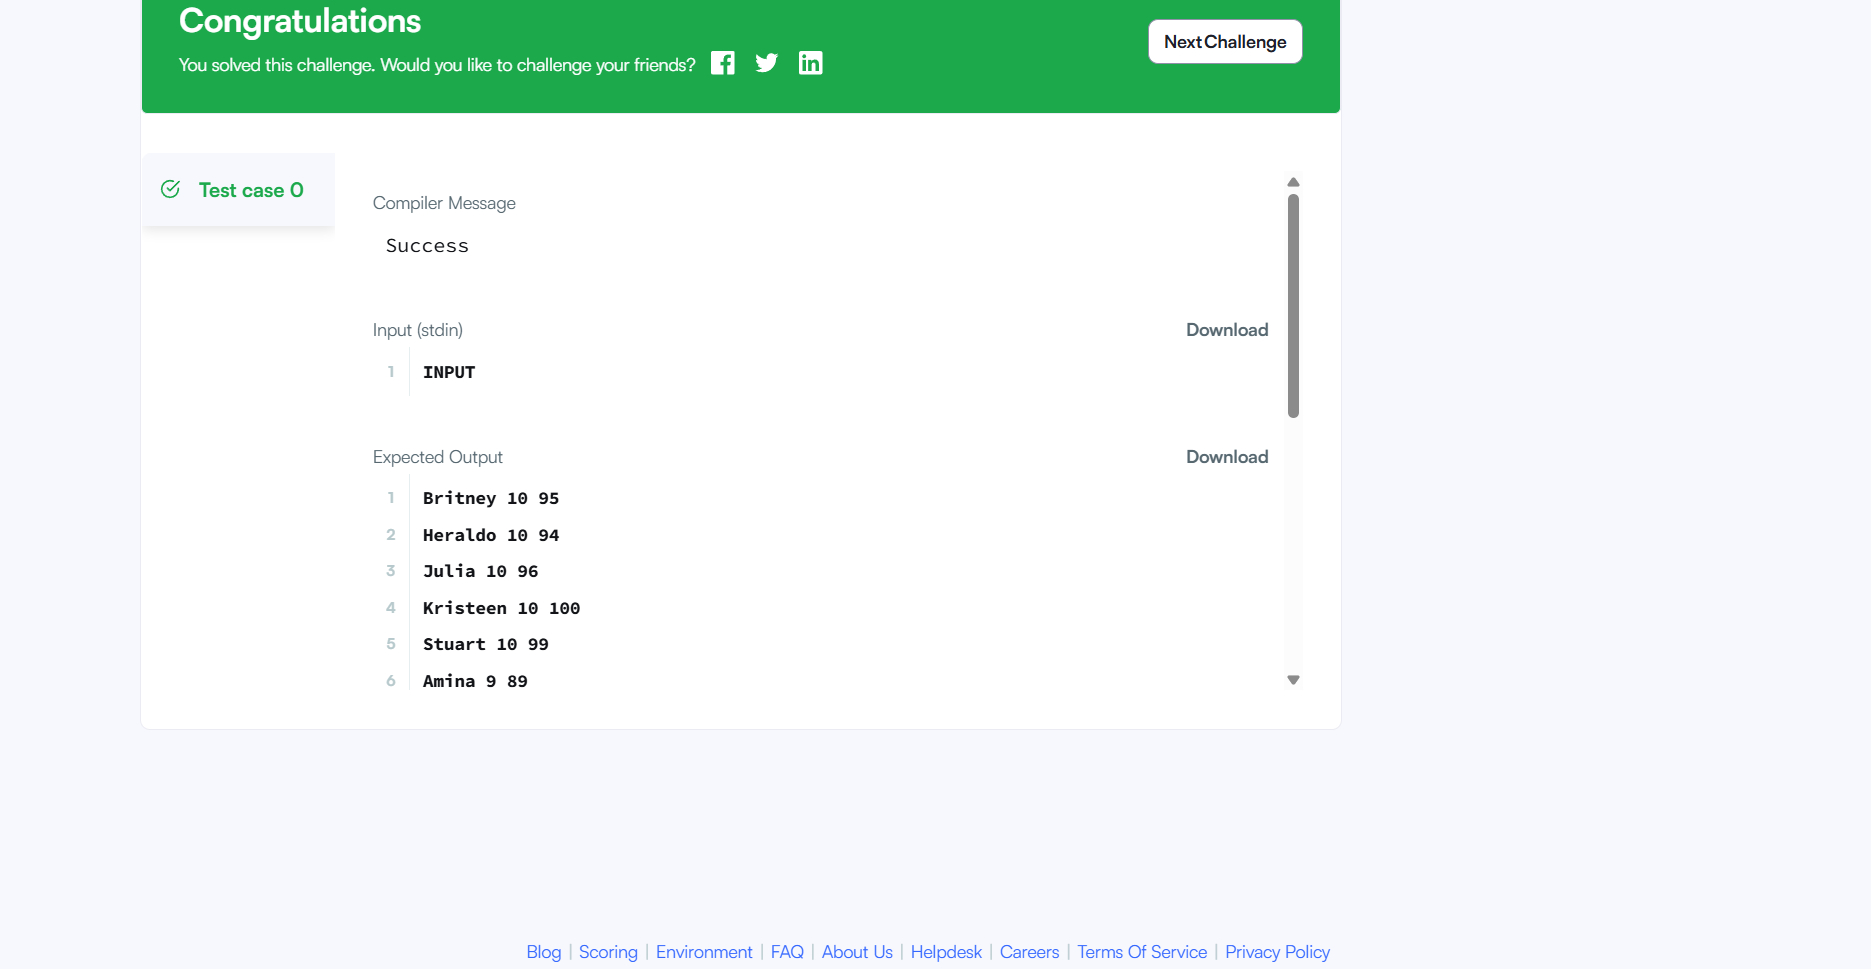 Congratulations
You solved this challenge. Would you like to challenge your friends?
Next Challenge
Test case 0
Compiler Message
Success
Input (stdin)
Download
1 INPUT
Expected Output
Download
1 Britney 10 95
2 Heraldo 10 94
3 Julia 10 96
4 Kristeen 10 100
5 Stuart 10 99
6 Amina 9 89
Blog | Scoring | Environment | FAQ | About Us | Helpdesk | Careers | Terms Of Service | Privacy Policy